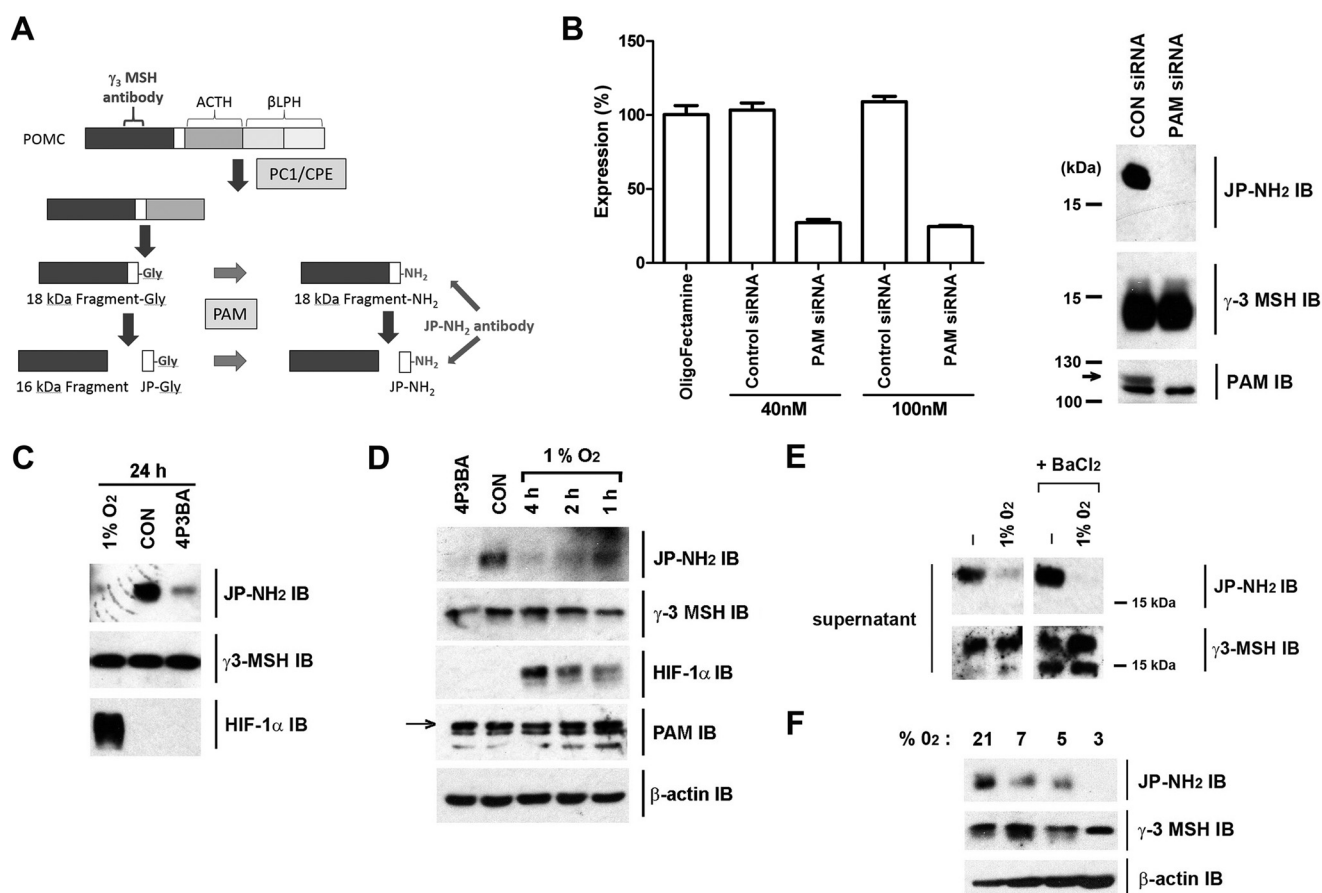 A
γ3 MSH
antibody
ACTH
βLPH
POMC
PC1/CPE
-Gly
-NH2
18 kDa Fragment-Gly
PAM
18 kDa Fragment-NH2
JP-NH2 antibody
-Gly
-NH2
16 kDa Fragment
JP-Gly
JP-NH2
B
Expression (%)
150
100
50
0
OligoFectamine
Control siRNA
PAM siRNA
Control siRNA
PAM siRNA
40nM
100nM
CON siRNA
PAM siRNA
(kDa)
15
JP-NH2 IB
15
γ-3 MSH IB
130
100
PAM IB
C
24 h
1% O2
CON
4P3BA
JP-NH2 IB
γ3-MSH IB
HIF-1α IB
D
1 % O2
4P3BA
CON
4 h
2 h
1 h
JP-NH2 IB
γ-3 MSH IB
HIF-1α IB
PAM IB
β-actin IB
E
+ BaCl2
–
1% 02
–
1% 02
supernatant
15 kDa
JP-NH2 IB
15 kDa
γ3-MSH IB
F
% 02 : 21 7 5 3
JP-NH2 IB
γ-3 MSH IB
β-actin IB